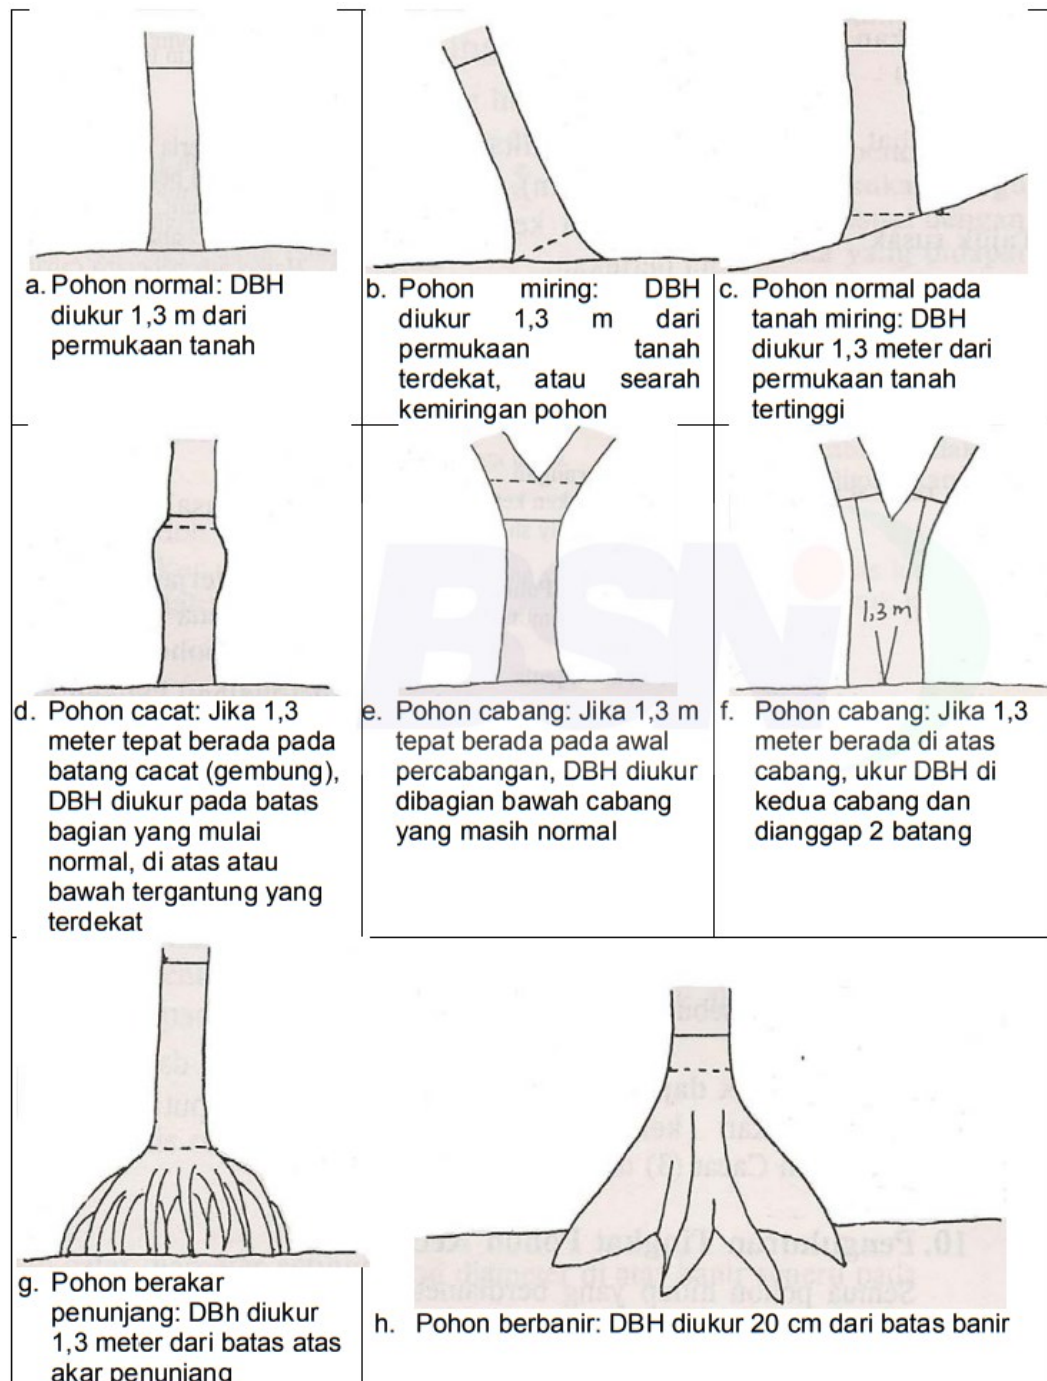 a. Pohon normal: DBH
diukur 1,3 m dari
permukaan tanah
b. Pohon miring: DBH
diukur 1,3 m dari
permukaan tanah
terdekat, atau searah
kemiringan pohon
c. Pohon normal pada
tanah miring: DBH
diukur 1,3 meter dari
permukaan tanah
tertinggi
1,3 m
d. Pohon cacat: Jika 1,3
meter tepat berada pada
batang cacat (gembung),
DBH diukur pada batas
bagian yang mulai
normal, di atas atau
bawah tergantung yang
terdekat
e. Pohon cabang: Jika 1,3 m
tepat berada pada awal
percabangan, DBH diukur
dibagian bawah cabang
yang masih normal
f. Pohon cabang: Jika 1,3
meter berada di atas
cabang, ukur DBH di
kedua cabang dan
dianggap 2 batang
BSN
g. Pohon berakar
penunjang: DBh diukur
1,3 meter dari batas atas
akar penunjang
h. Pohon berbanir: DBH diukur 20 cm dari batas banir